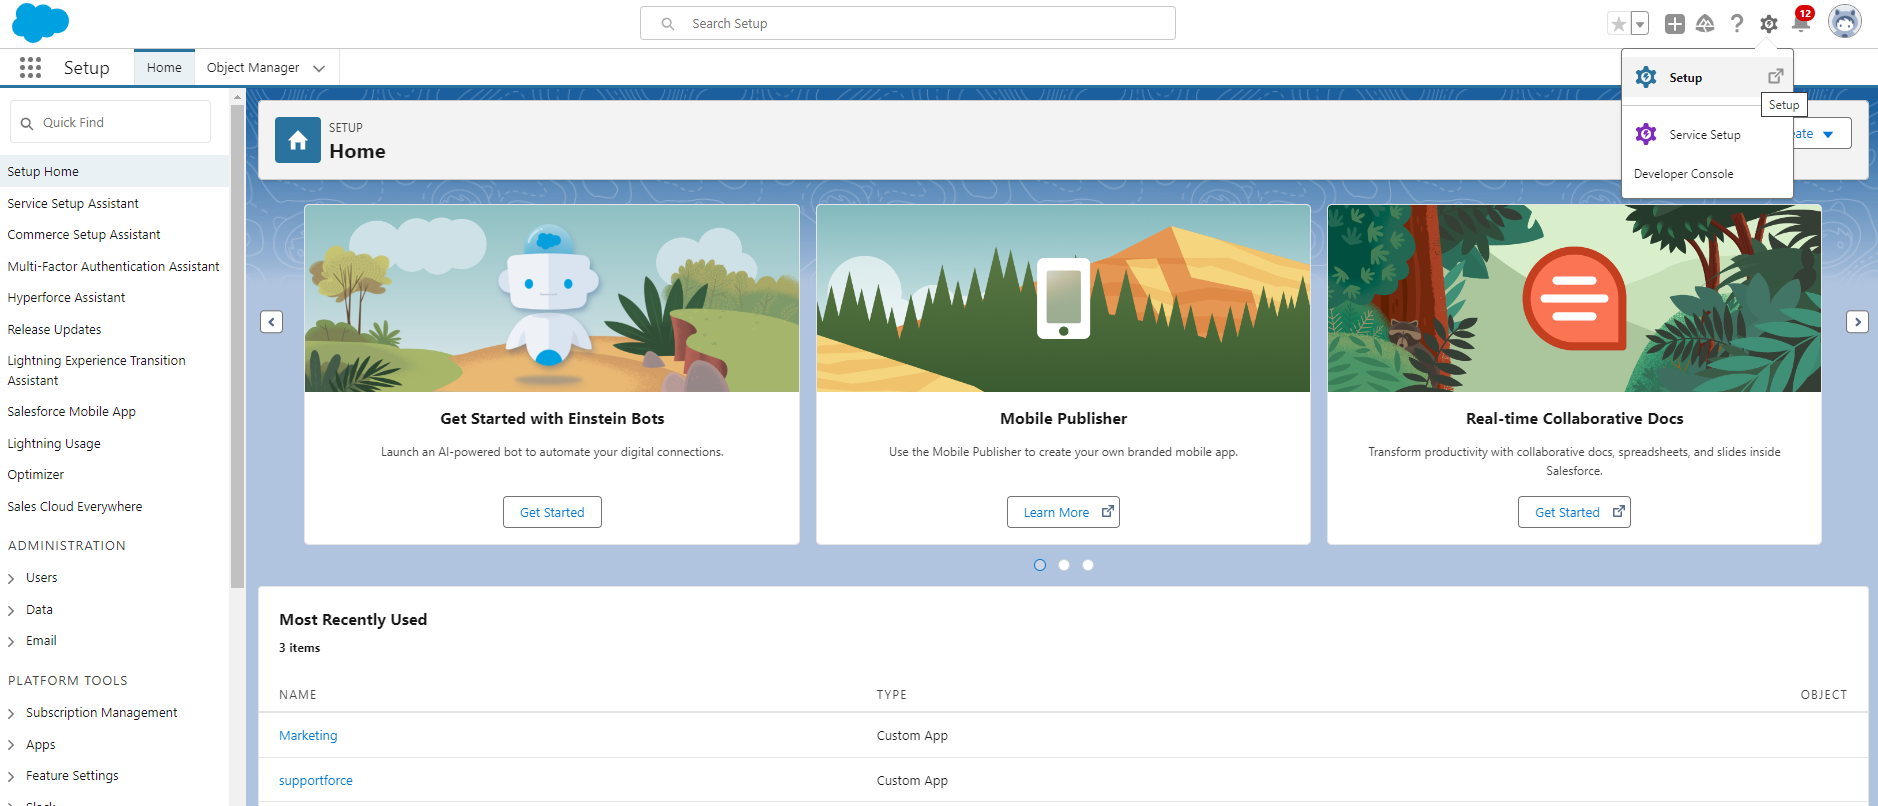 Search Setup
12
Setup
Home
Object Manager
Setup
Setup
Service Setup
eate
Developer Console
Quick Find
Setup Home
Service Setup Assistant
Commerce Setup Assistant
Multi-Factor Authentication Assistant
Hyperforce Assistant
Release Updates
Lightning Experience Transition
Assistant
Salesforce Mobile App
Lightning Usage
Optimizer
Sales Cloud Everywhere
ADMINISTRATION
Users
Data
Email
PLATFORM TOOLS
Subscription Management
Apps
Feature Settings
Slack
SETUP
Home
Get Started with Einstein Bots
Launch an AI-powered bot to automate your digital connections.
Get Started
Mobile Publisher
Use the Mobile Publisher to create your own branded mobile app.
Learn More
Real-time Collaborative Docs
Transform productivity with collaborative docs, spreadsheets, and slides inside
Salesforce.
Get Started
Most Recently Used
3 items
NAME TYPE OBJECT
Marketing Custom App
supportforce Custom App